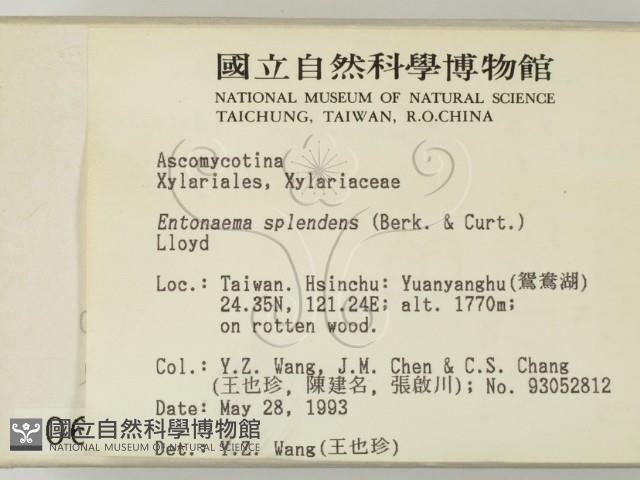 國立自然科學博物館
NATIONAL MUSEUM OF NATURAL SCIENCE
TAICHUNG, TAIWAN, R.O.CHINA
Ascomycotina
Xylariales, Xylariaceae
Entonaema splendens (Berk. & Curt.)
Lloyd
Loc.: Taiwan. Hsinchu: Yuanyanghu(鴛鴦湖)
24.35N, 121.24E; alt. 1770m;
on rotten wood.
Col.: Y.Z. Wang, J.M. Chen & C.S. Chang
(王也珍, 陳建名, 張啟川); No. 93052812
Date: May 28, 1993
國立自然科學博物館
NATIONAL MUSEUM OF NATURAL SCIENCE
Det.: Y.Z. Wang(王也珍)